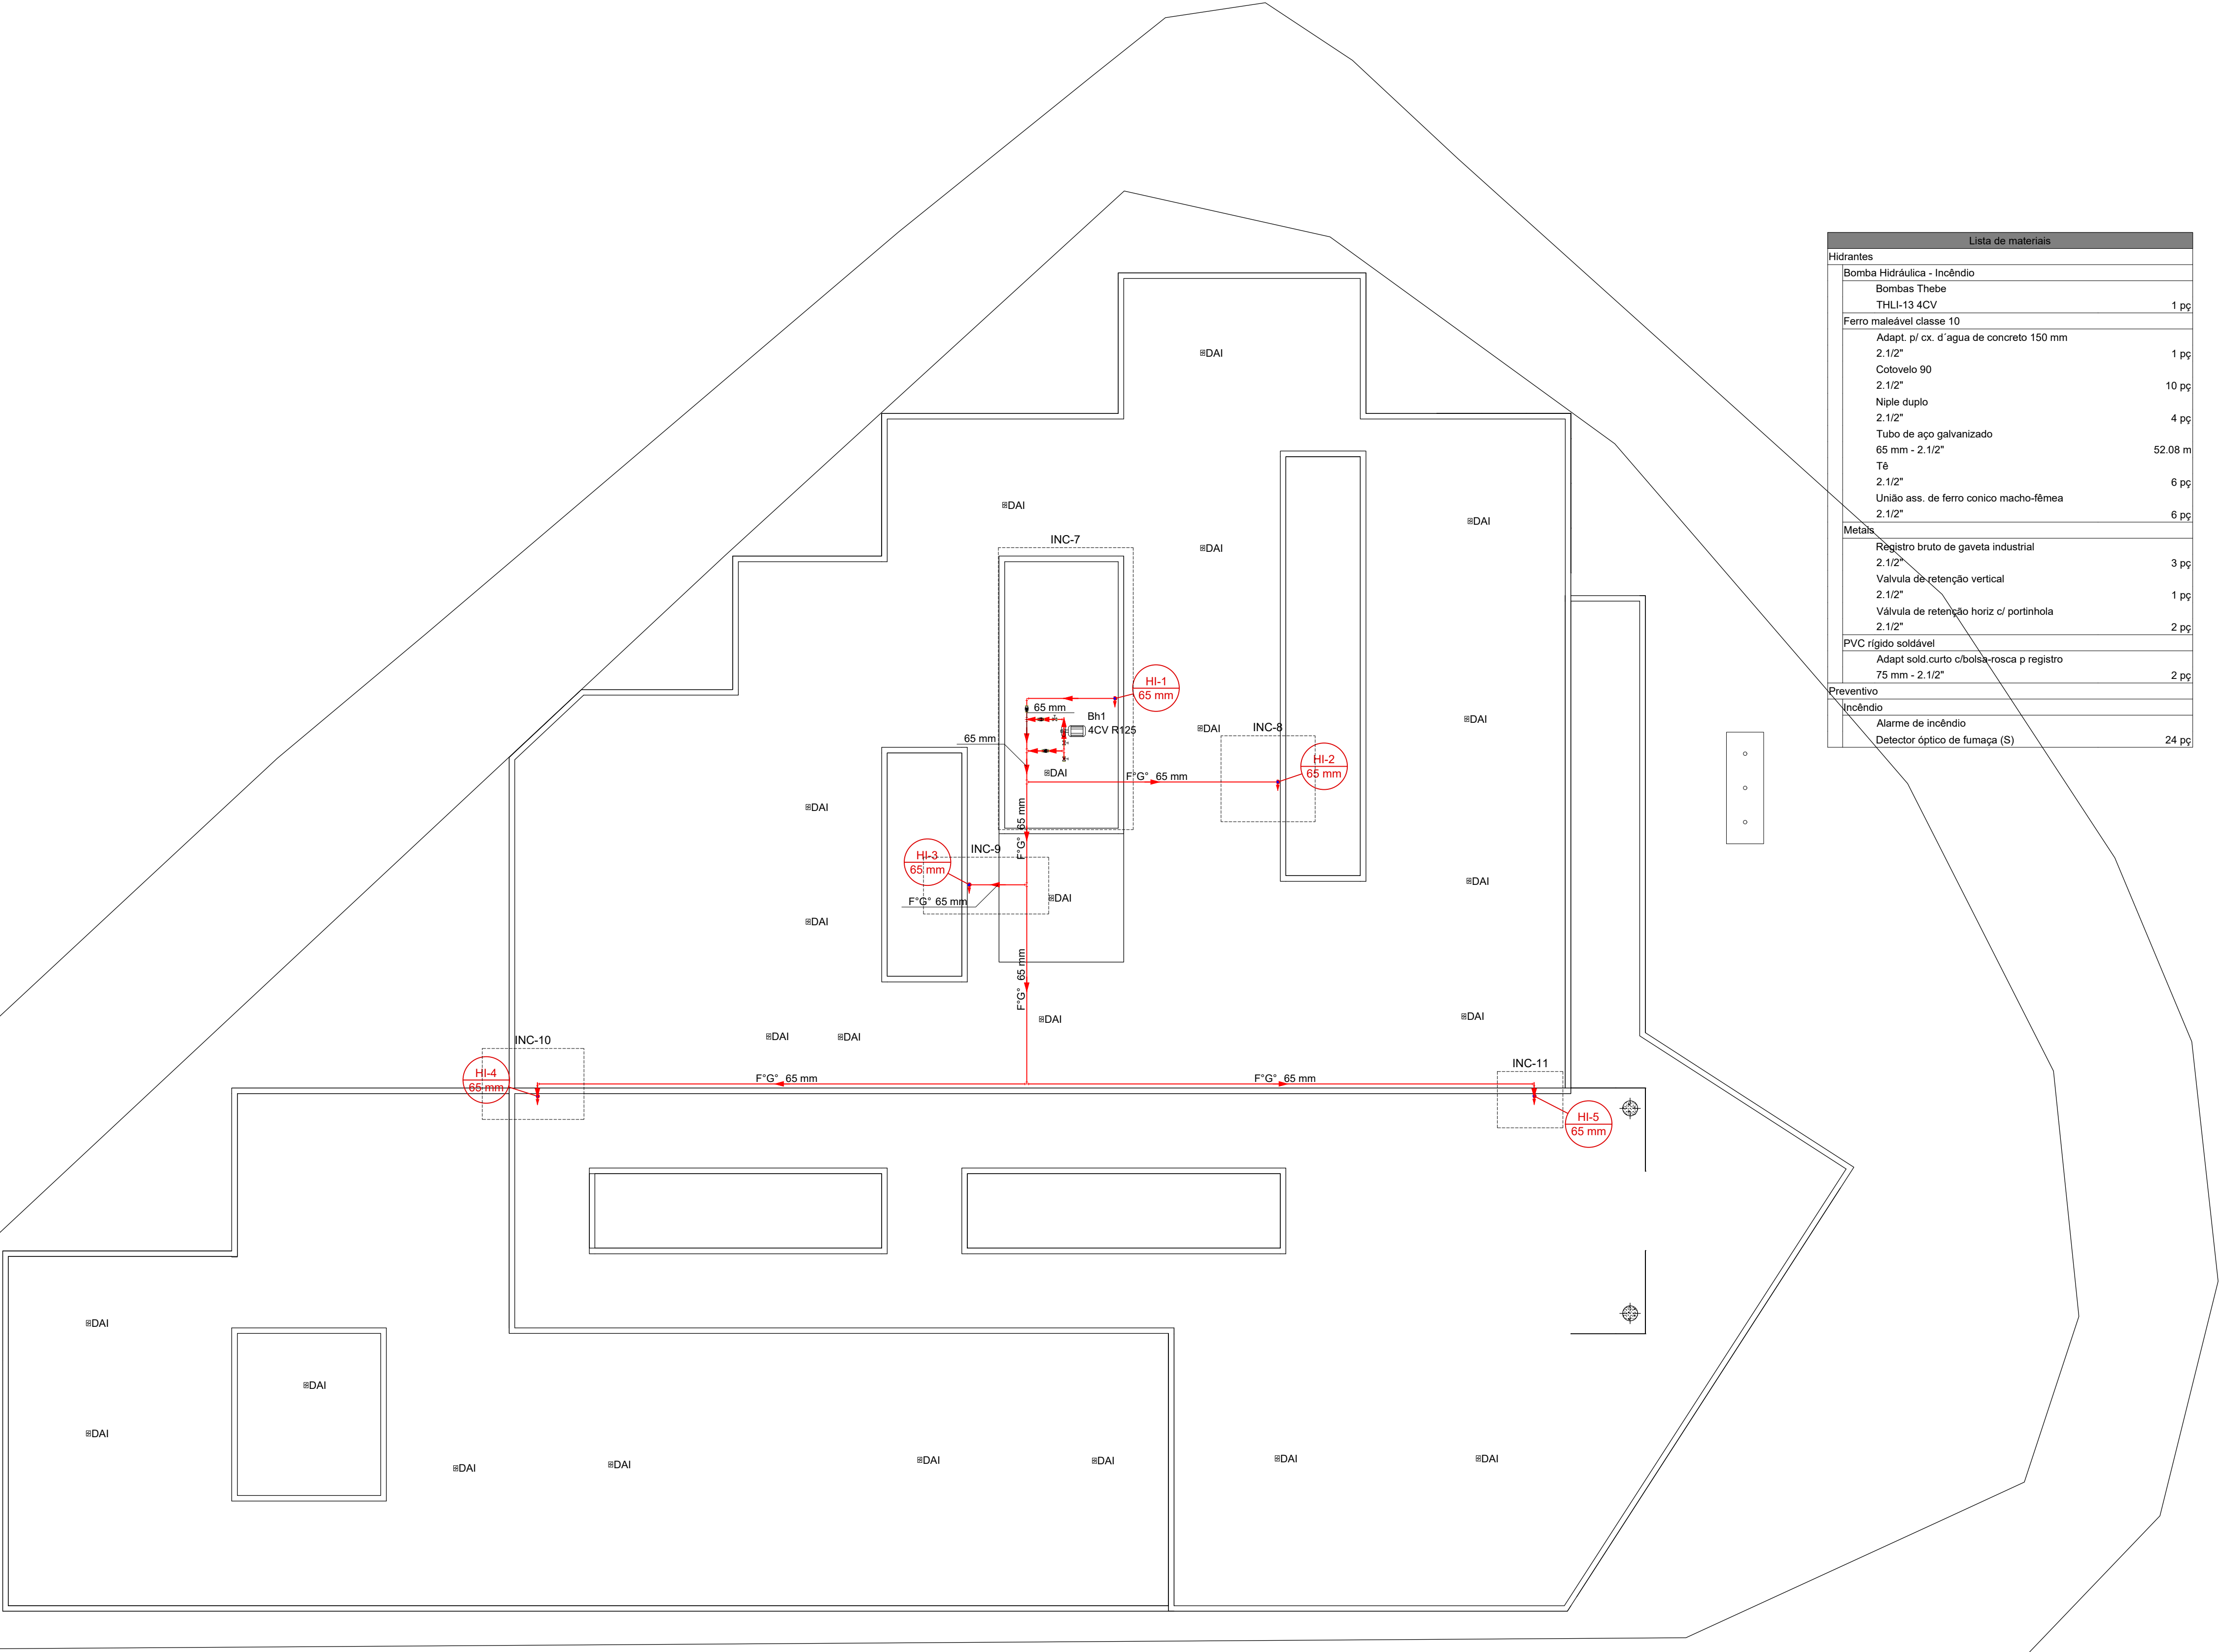 Lista de materiais
Hidrantes
Bomba Hidráulica - Incêndio
Bombas Thebe
THLI-13 4CV 1 pç
Ferro maleável classe 10
Adapt. p/ cx. d´agua de concreto 150 mm
2.1/2" 1 pç
Cotovelo 90
2.1/2" 10 pç
Niple duplo
2.1/2" 4 pç
Tubo de aço galvanizado
65 mm - 2.1/2" 52.08 m
Tê
2.1/2" 6 pç
União ass. de ferro conico macho-fêmea
2.1/2" 6 pç
Metais
Registro bruto de gaveta industrial
2.1/2" 3 pç
Valvula de retenção vertical
2.1/2" 1 pç
Válvula de retenção horiz c/ portinhola
2.1/2" 2 pç
PVC rígido soldável
Adapt sold.curto c/bolsa-rosca p registro
75 mm - 2.1/2" 2 pç
Preventivo
Incêndio
Alarme de incêndio
Detector óptico de fumaça (S) 24 pç
DAI
DAI
DAI
INC-7
DAI
HI-1
65 mm
65 mm
Bh1
4CV R125
DAI
DAI
INC-8
65 mm
HI-2
65 mm
DAI
F°G° 65 mm
DAI
F°G° 65 mm
INC-9
HI-3
65 mm
DAI
F°G° 65 mm
DAI
DAI
F°G° 65 mm
DAI
DAI
DAI
DAI
INC-10
HI-4
65 mm
F°G° 65 mm
F°G° 65 mm
INC-11
HI-5
65 mm
DAI
DAI
DAI
DAI
DAI
DAI
DAI
DAI
DAI